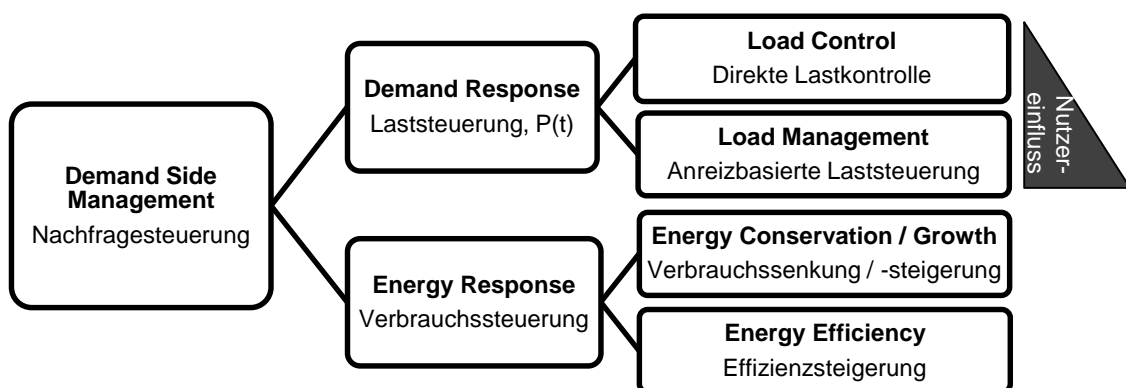 Demand Side
Management
Nachfragesteuerung
Demand Response
Laststeuerung, P(t)
Energy Response
Verbrauchssteuerung
Load Control
Direkte Lastkontrolle
Load Management
Anreizbasierte Laststeuerung
Energy Conservation / Growth
Verbrauchssenkung / -steigerung
Energy Efficiency
Effizienzsteigerung
Nutzer-
einfluss